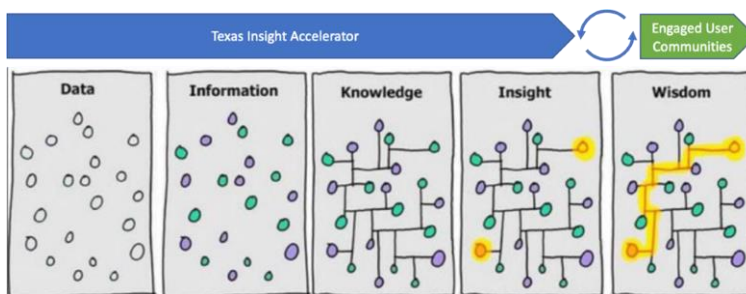 Texas Insight Accelerator
Engaged User
Communities
Data
Information
Knowledge
Insight
Wisdom